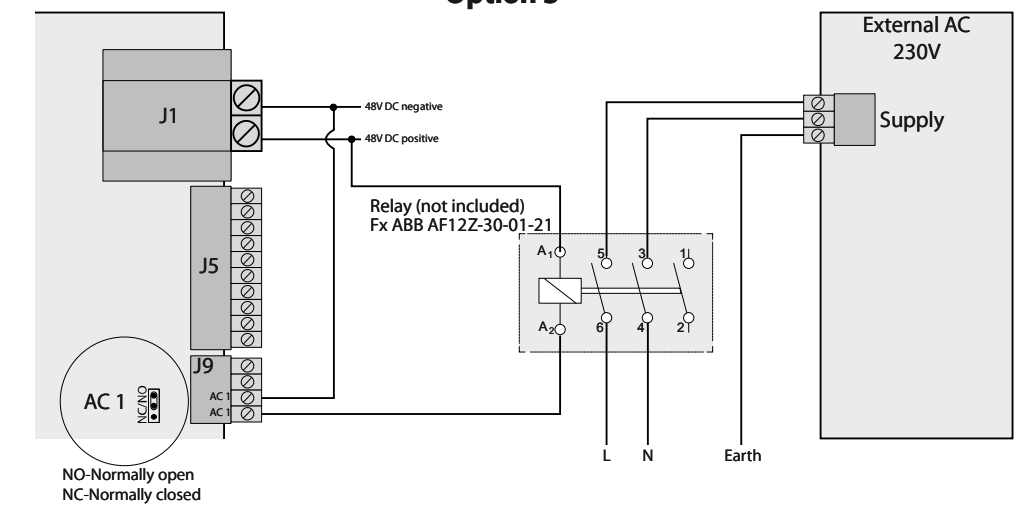 Option 3
External AC
230V
J1
48V DC negative
48V DC positive
Supply
Relay (not included)
Fx ABB AF12Z-30-01-21
J5
A1
5
3
1
A2
6
4
2
J9
AC 1
AC 1
AC 1
NC/NO
L
N
Earth
NO-Normally open
NC-Normally closed